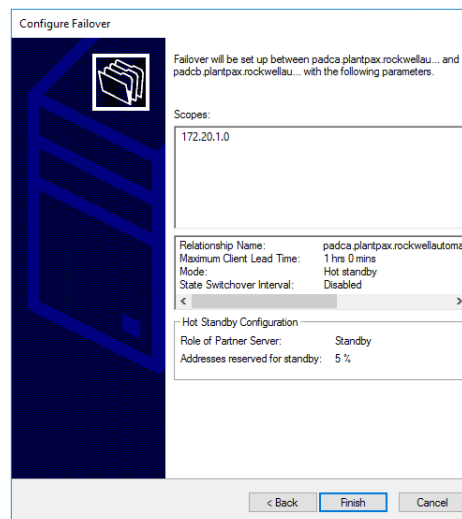 Configure Failover
Failover will be set up between padca.plantpax.rockwellau... and
padcb.plantpax.rockwellau... with the following parameters.
Scopes:
172.20.1.0
Relationship Name: padca.plantpax.rockwellautoma
Maximum Client Lead Time: 1 hrs 0 mins
Mode: Hot standby
State Switchover Interval: Disabled
Hot Standby Configuration
Role of Partner Server: Standby
Addresses reserved for standby: 5 %
< Back Finish Cancel